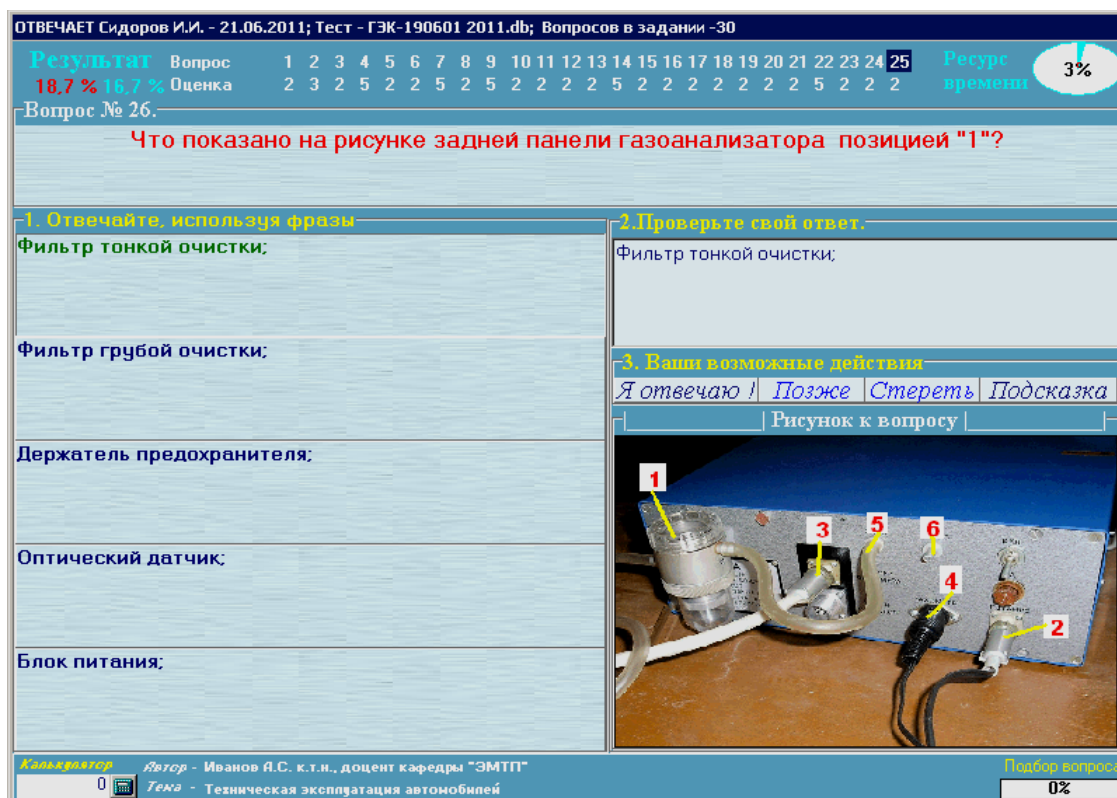 ОТВЕЧАЕТ Сидоров И.И. - 21.06.2011; Тест - ГЭК-190601 2011.db; Вопросов в задании -30
Результат Вопрос 1 2 3 4 5 6 7 8 9 10 11 12 13 14 15 16 17 18 19 20 21 22 23 24 25 Ресурс
18,7 % 16,7 % Оценка 2 3 2 5 2 2 5 2 5 2 2 2 2 5 2 2 2 2 2 2 2 5 2 2 2 времени 3%
Вопрос № 26.
Что показано на рисунке задней панели газоанализатора позицией "1"?
1. Отвечайте, используя фразы
Фильтр тонкой очистки;
Фильтр грубой очистки;
Держатель предохранителя;
Оптический датчик;
Блок питания;
2.Проверьте свой ответ.
Фильтр тонкой очистки;
3. Ваши возможные действия
Я отвечаю ! Позже Стереть Подсказка
Рисунок к вопросу
1
3
5
6
4
2
Калькулятор
0
Автор - Иванов А.С. к.т.н., доцент кафедры "ЭМТП"
Тема - Техническая эксплуатация автомобилей
Подбор вопроса
0%